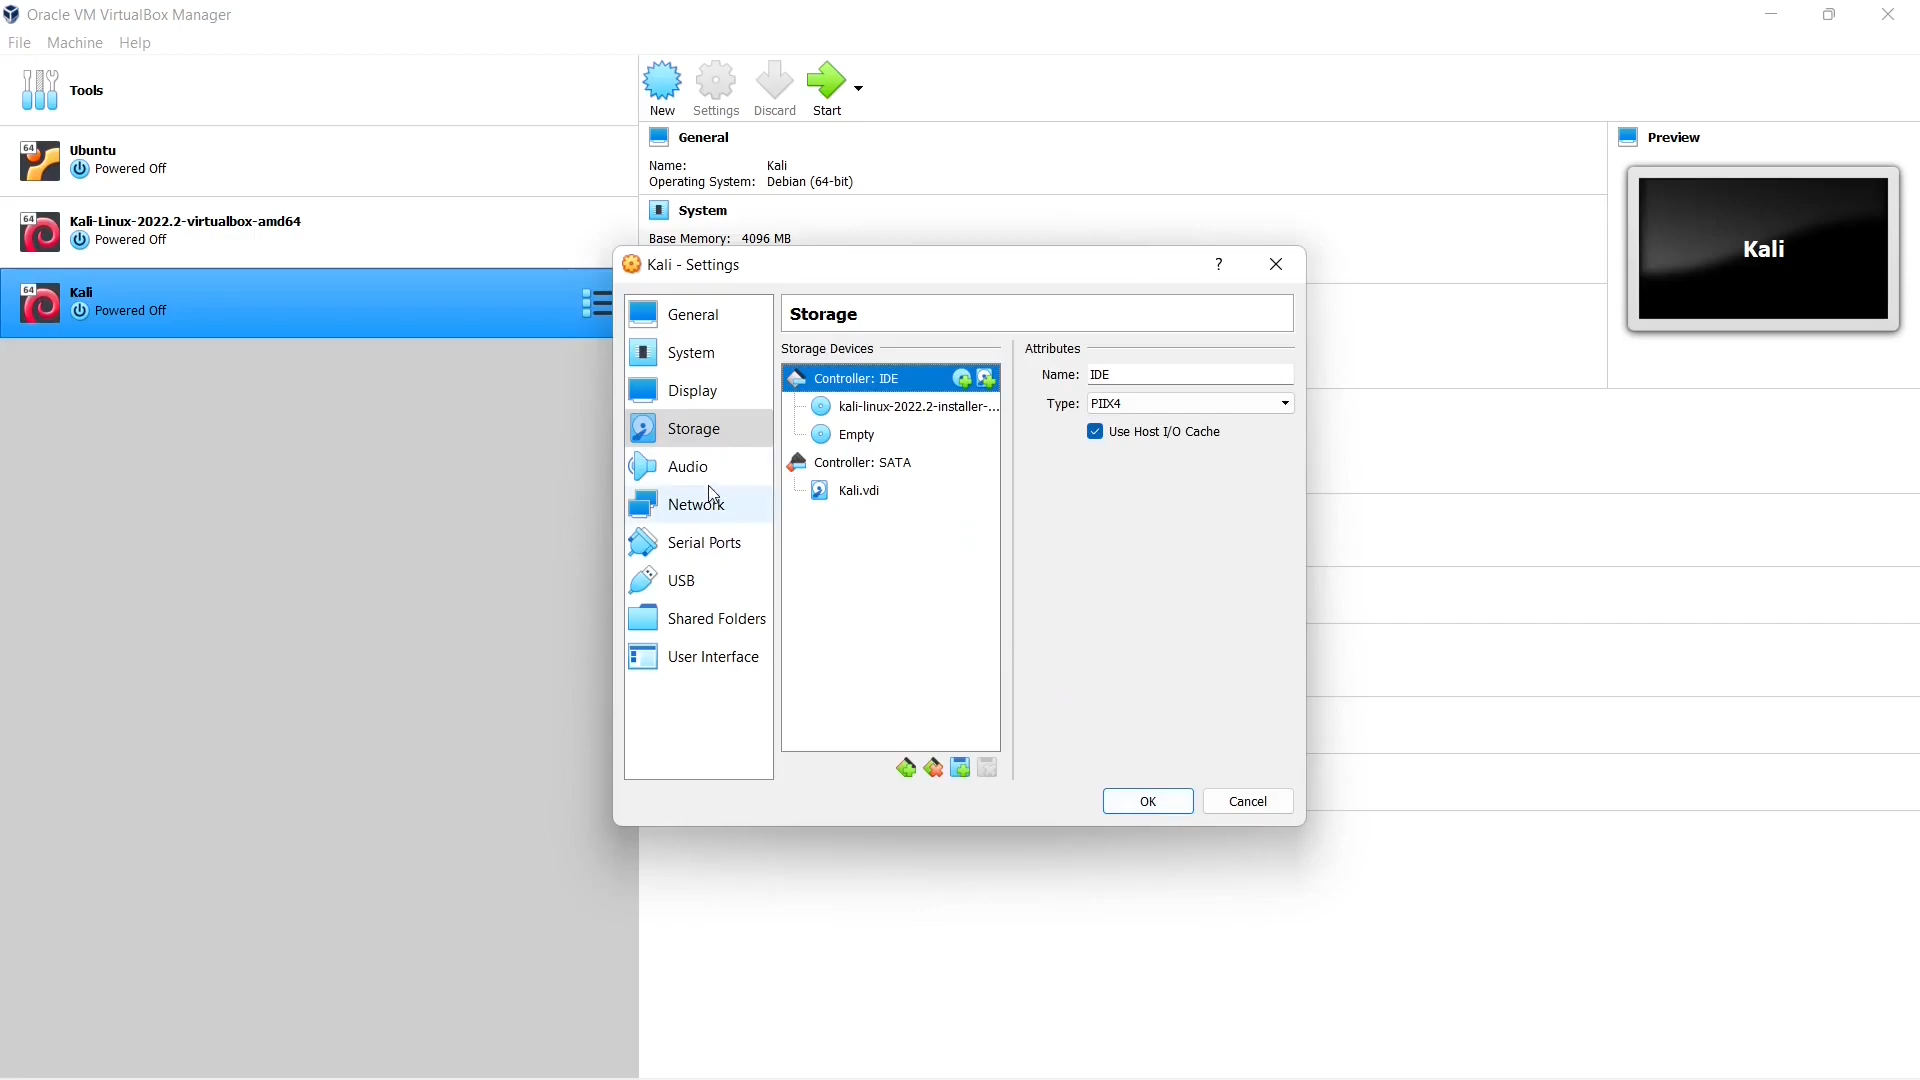 Oracle VM VirtualBox Manager
File Machine Help
Tools
64 Ubuntu
Powered Off
64 Kali-Linux-2022.2-virtualbox-amd64
Powered Off
64 Kali
Powered Off
New Settings Discard Start
General
Name: Kali
Operating System: Debian (64-bit)
System
Base Memory: 4096 MB
Preview
Kali
Kali - Settings ?
General
System
Display
Storage
Audio
Network
Serial Ports
USB
Shared Folders
User Interface
Storage
Storage Devices
Controller: IDE
kali-linux-2022.2-installer-...
Empty
Controller: SATA
Kali.vdi
Attributes
Name: IDE
Type: PIIX4
Use Host I/O Cache
OK Cancel